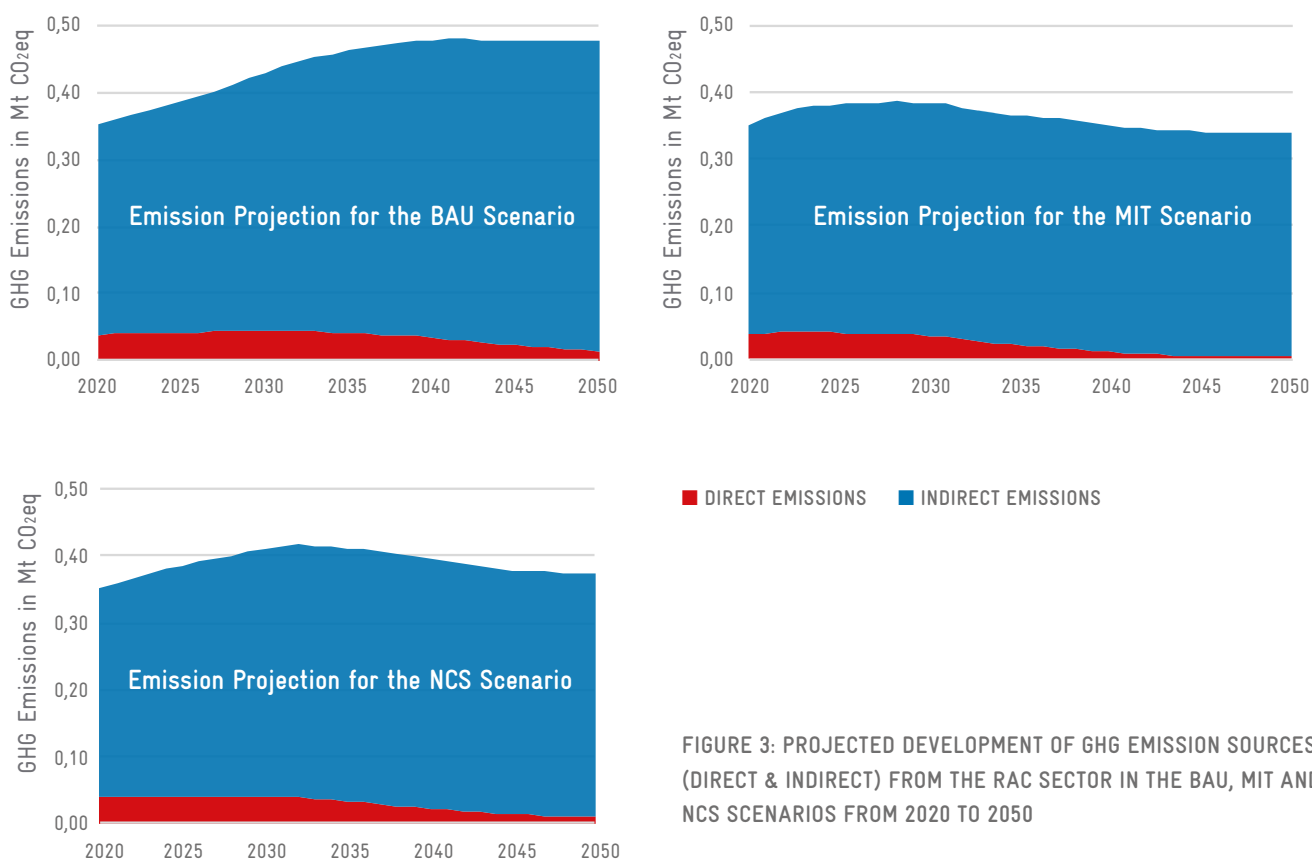 GHG Emissions in Mt CO₂eq
0,50
0,40
0,30
0,20
0,10
0,00
Emission Projection for the BAU Scenario
2020 2025 2030 2035 2040 2045 2050
GHG Emissions in Mt CO₂eq
0,50
0,40
0,30
0,20
0,10
0,00
Emission Projection for the MIT Scenario
2020 2025 2030 2035 2040 2045 2050
GHG Emissions in Mt CO₂eq
0,50
0,40
0,30
0,20
0,10
0,00
Emission Projection for the NCS Scenario
2020 2025 2030 2035 2040 2045 2050
DIRECT EMISSIONS INDIRECT EMISSIONS
FIGURE 3: PROJECTED DEVELOPMENT OF GHG EMISSION SOURCES
(DIRECT & INDIRECT) FROM THE RAC SECTOR IN THE BAU, MIT AND
NCS SCENARIOS FROM 2020 TO 2050